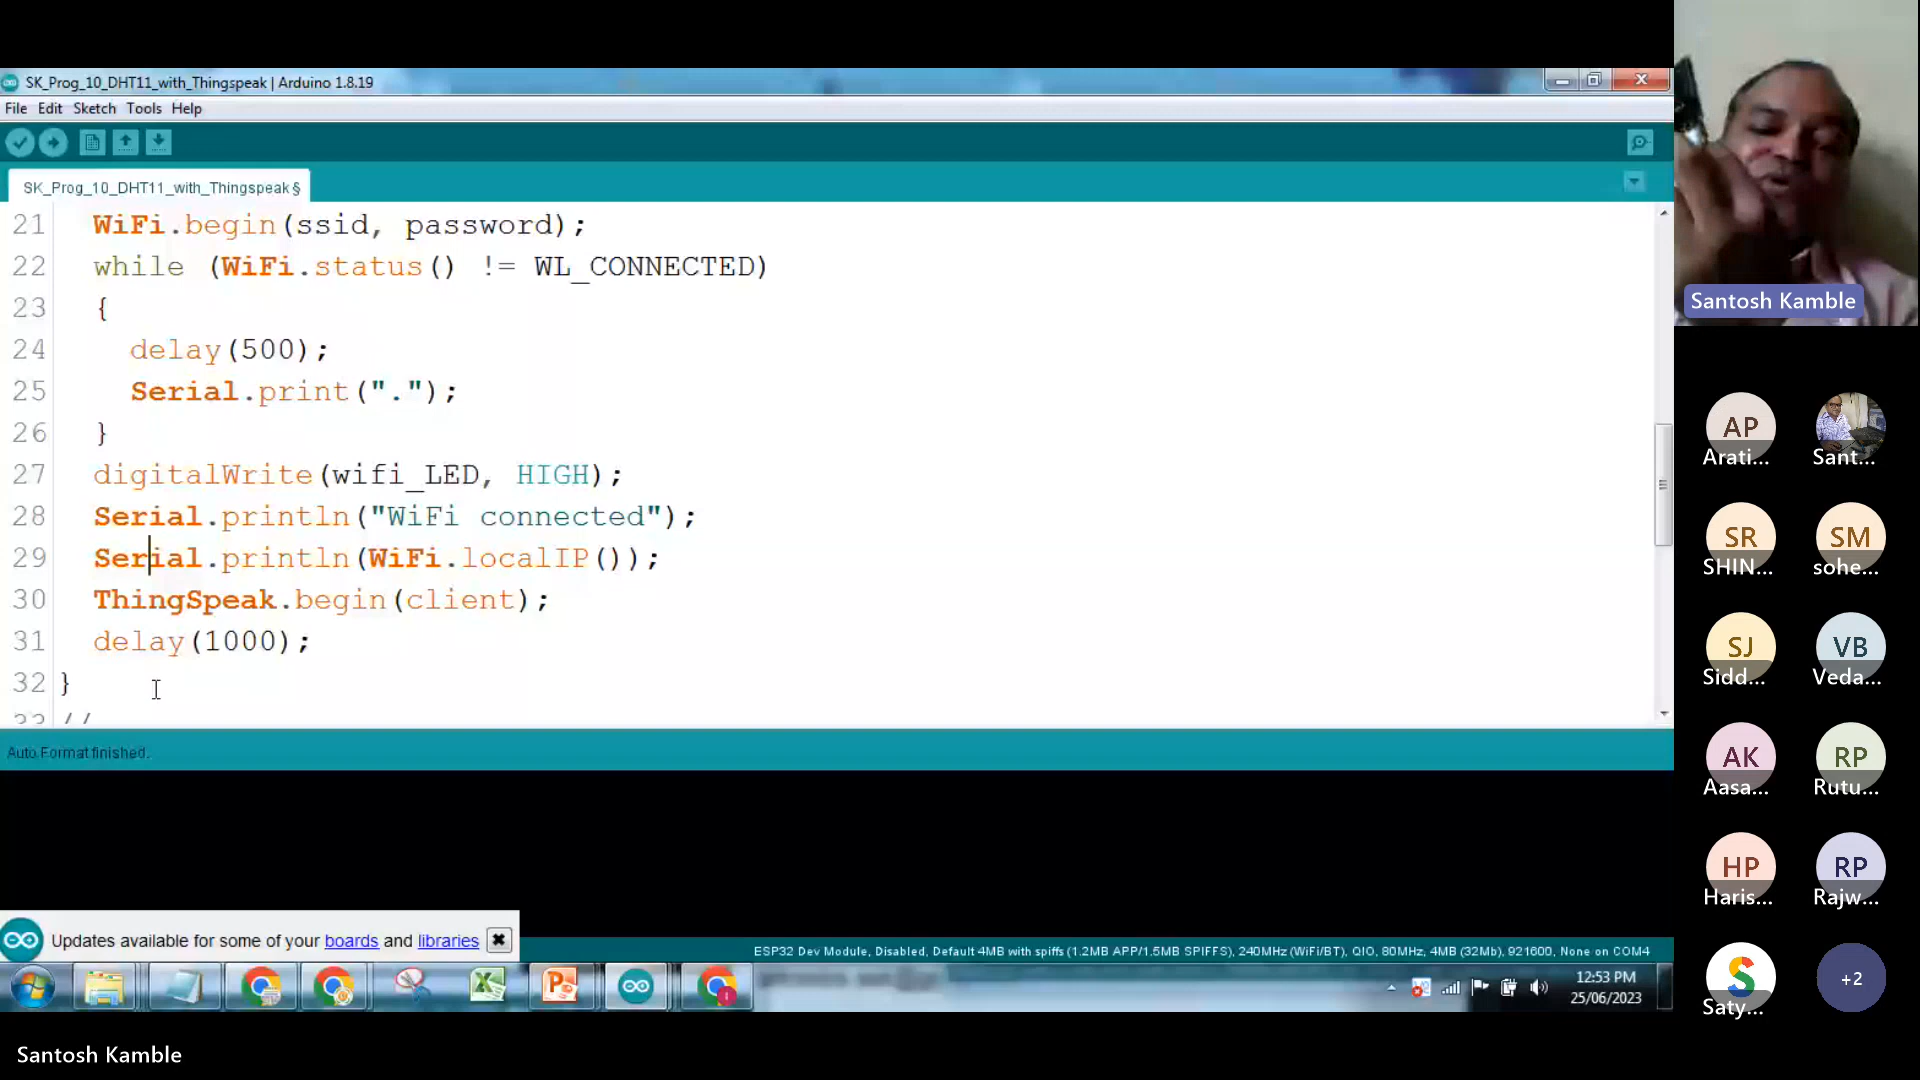 SK_Prog_10_DHT11_with_Thingspeak | Arduino 1.8.19
File Edit Sketch Tools Help
SK_Prog_10_DHT11_with_Thingspeak §
21 WiFi.begin(ssid, password);
22 while (WiFi.status() != WL_CONNECTED)
23 {
24 delay(500);
25 Serial.print(".");
26 }
27 digitalWrite(wifi_LED, HIGH);
28 Serial.println("WiFi connected");
29 Serial.println(WiFi.localIP());
30 ThingSpeak.begin(client);
31 delay(1000);
32 }
33 //
Auto Format finished.
Updates available for some of your boards and libraries
ESP32 Dev Module, Disabled, Default 4MB with spiffs (1.2MB APP/1.5MB SPIFFS), 240MHz (WiFi/BT), QIO, 80MHz, 4MB (32Mb), 921600, None on COM4
12:53 PM
25/06/2023
Santosh Kamble
Santosh Kamble
AP
Arati...
Sant...
SR
SHIN...
SM
sohe...
SJ
Sidd...
VB
Veda...
AK
Aasa...
RP
Rutu...
HP
Haris...
RP
Rajw...
Saty...
+2